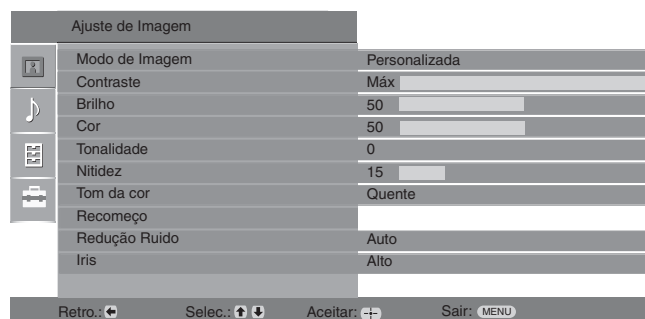 Ajuste de Imagem
Modo de Imagem Personalizada
Contraste Máx
Brilho 50
Cor 50
Tonalidade 0
Nitidez 15
Tom da cor Quente
Recomeço
Redução Ruido Auto
Iris Alto
Retro.: Selec.: Aceitar: Sair: MENU